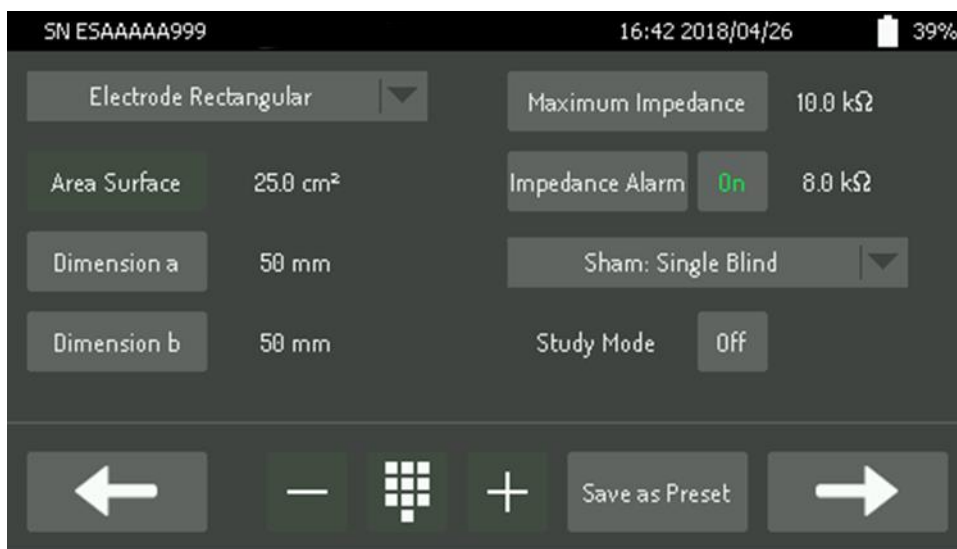 SN ESAAAAA999 16:42 2018/04/26 39%
Electrode Rectangular
Maximum Impedance 10.0 kΩ
Area Surface 25.0 cm²
Impedance Alarm On 8.0 kΩ
Dimension a 50 mm
Sham: Single Blind
Dimension b 50 mm
Study Mode Off
Save as Preset